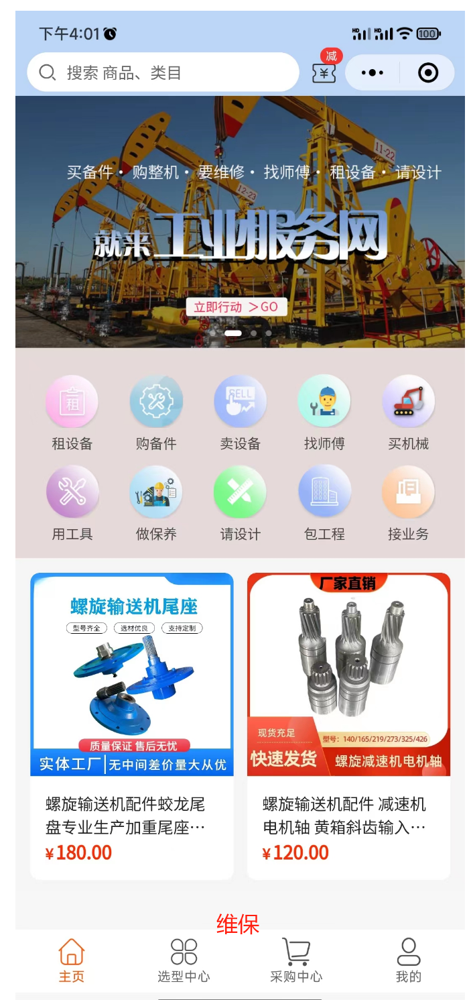 下午4:01
HD HD 100
减
搜索 商品、类目
¥
11-22
买备件· 购整机· 要维修· 找师傅· 租设备· 请设计
12-23
就来工业服务网
立即行动 ＞GO
租 SELL
租设备 购备件 卖设备 找师傅 买机械
用工具 做保养 请设计 包工程 接业务
螺旋输送机尾座
型号齐全 选材优良 支持定制
质量保证 售后无忧
实体工厂 无中间差价量大从优
厂家直销
现货充足
型号：140/165/219/273/325/426
快速发货 螺旋减速机电机轴
螺旋输送机配件蛟龙尾
盘专业生产加重尾座…
¥180.00
螺旋输送机配件 减速机
电机轴 黄箱斜齿输入…
¥120.00
维保
主页 选型中心 采购中心 我的